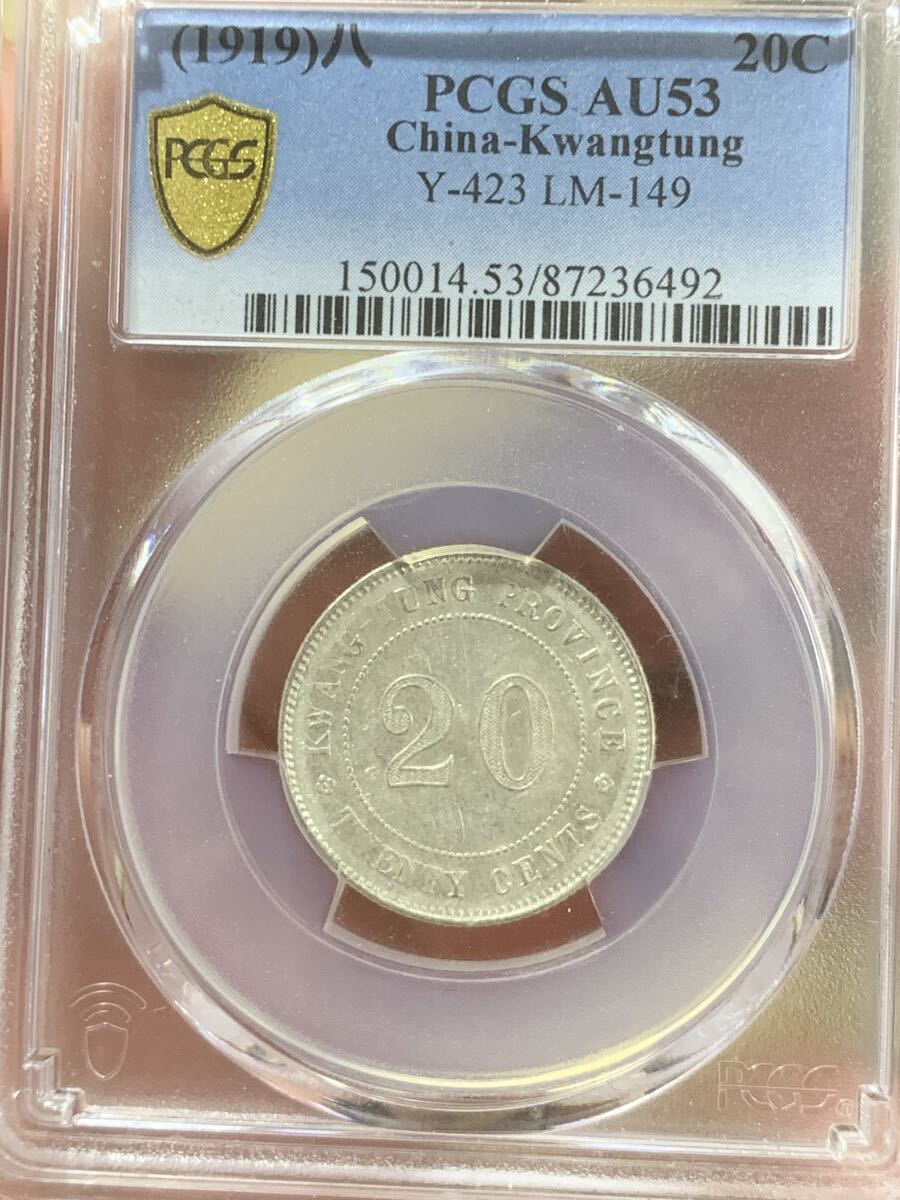 (1919)八 20C
PCGS AU53
China-Kwangtung
Y-423 LM-149
PCGS
150014.53/87236492
KWANG-TUNG PROVINCE
20
TWENTY CENTS
PCGS